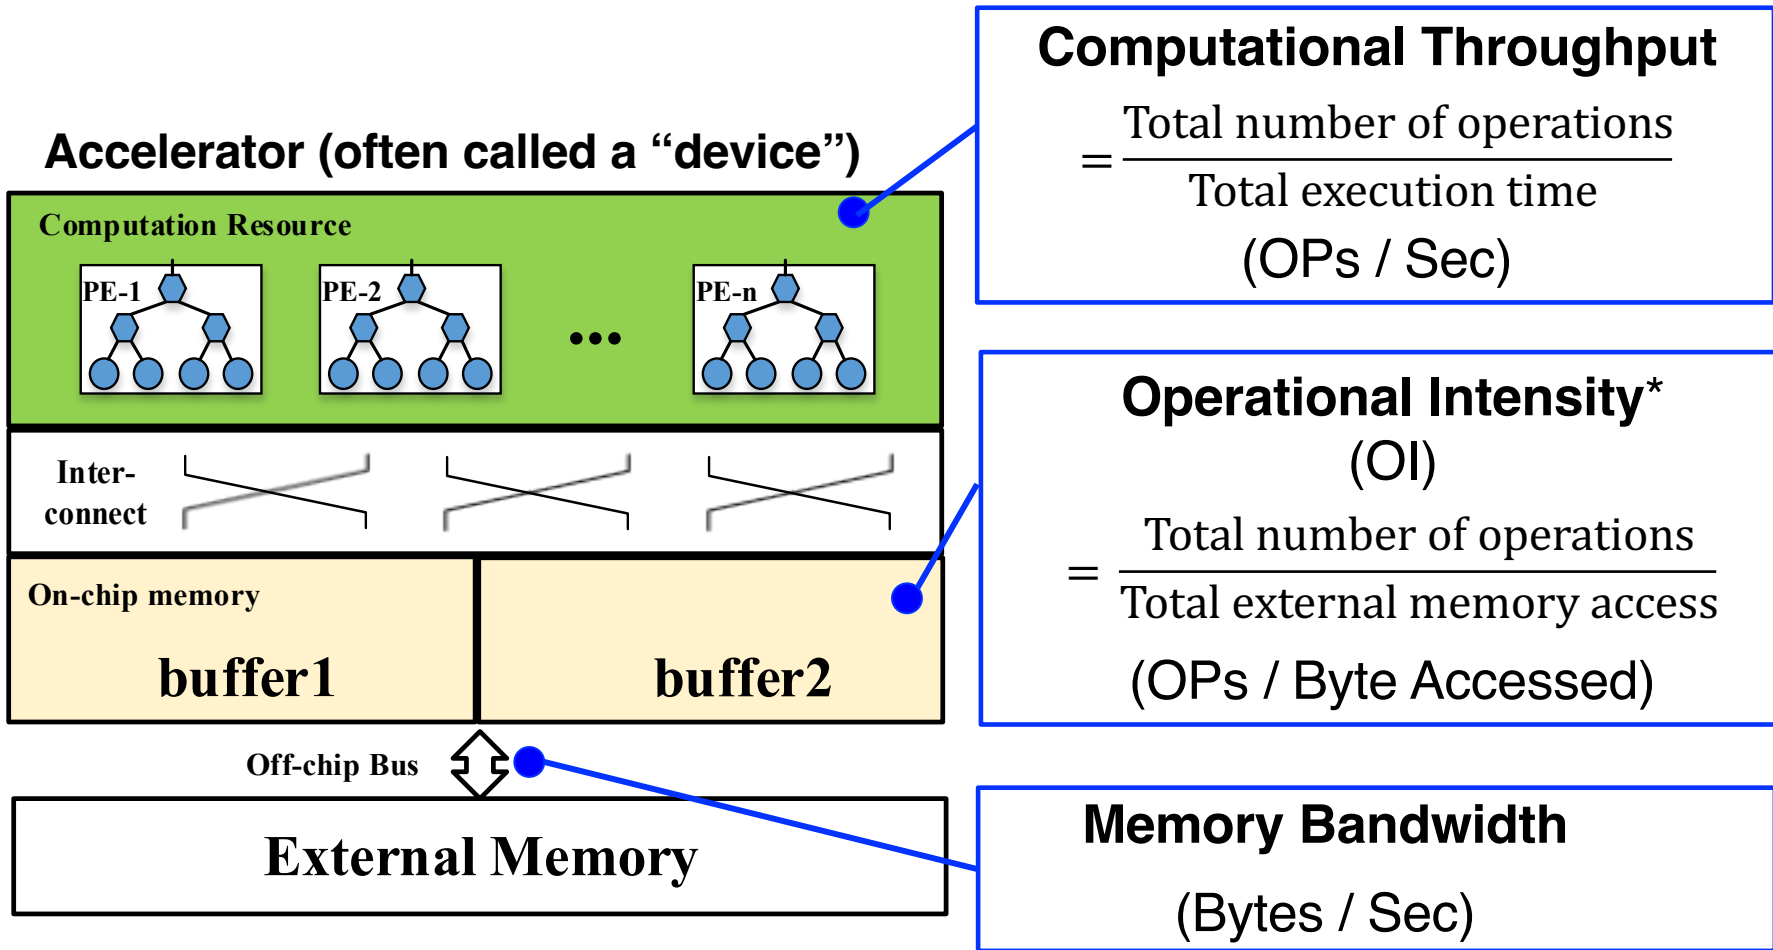 Accelerator (often called a “device”)
Computation Resource
PE-1
PE-2
...
PE-n
Inter-
connect
On-chip memory
buffer1
buffer2
Off-chip Bus
External Memory
Computational Throughput
= Total number of operations
Total execution time
(OPs / Sec)
Operational Intensity*
(OI)
= Total number of operations
Total external memory access
(OPs / Byte Accessed)
Memory Bandwidth
(Bytes / Sec)